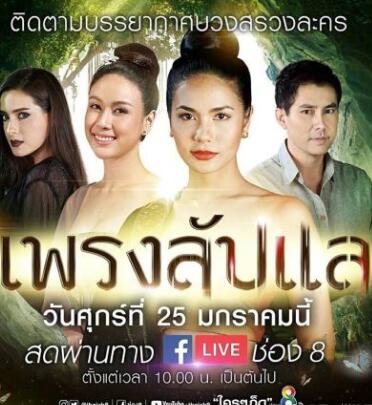 ติดตามบรรยากาศบวงสรวงละคร
เพรงลับแล
วันศุกร์ที่ 25 มกราคมนี้
สดผ่านทาง f LIVE ช่อง 8
ตั้งแต่เวลา 10.00 น. เป็นต้นไป
YouTube
8